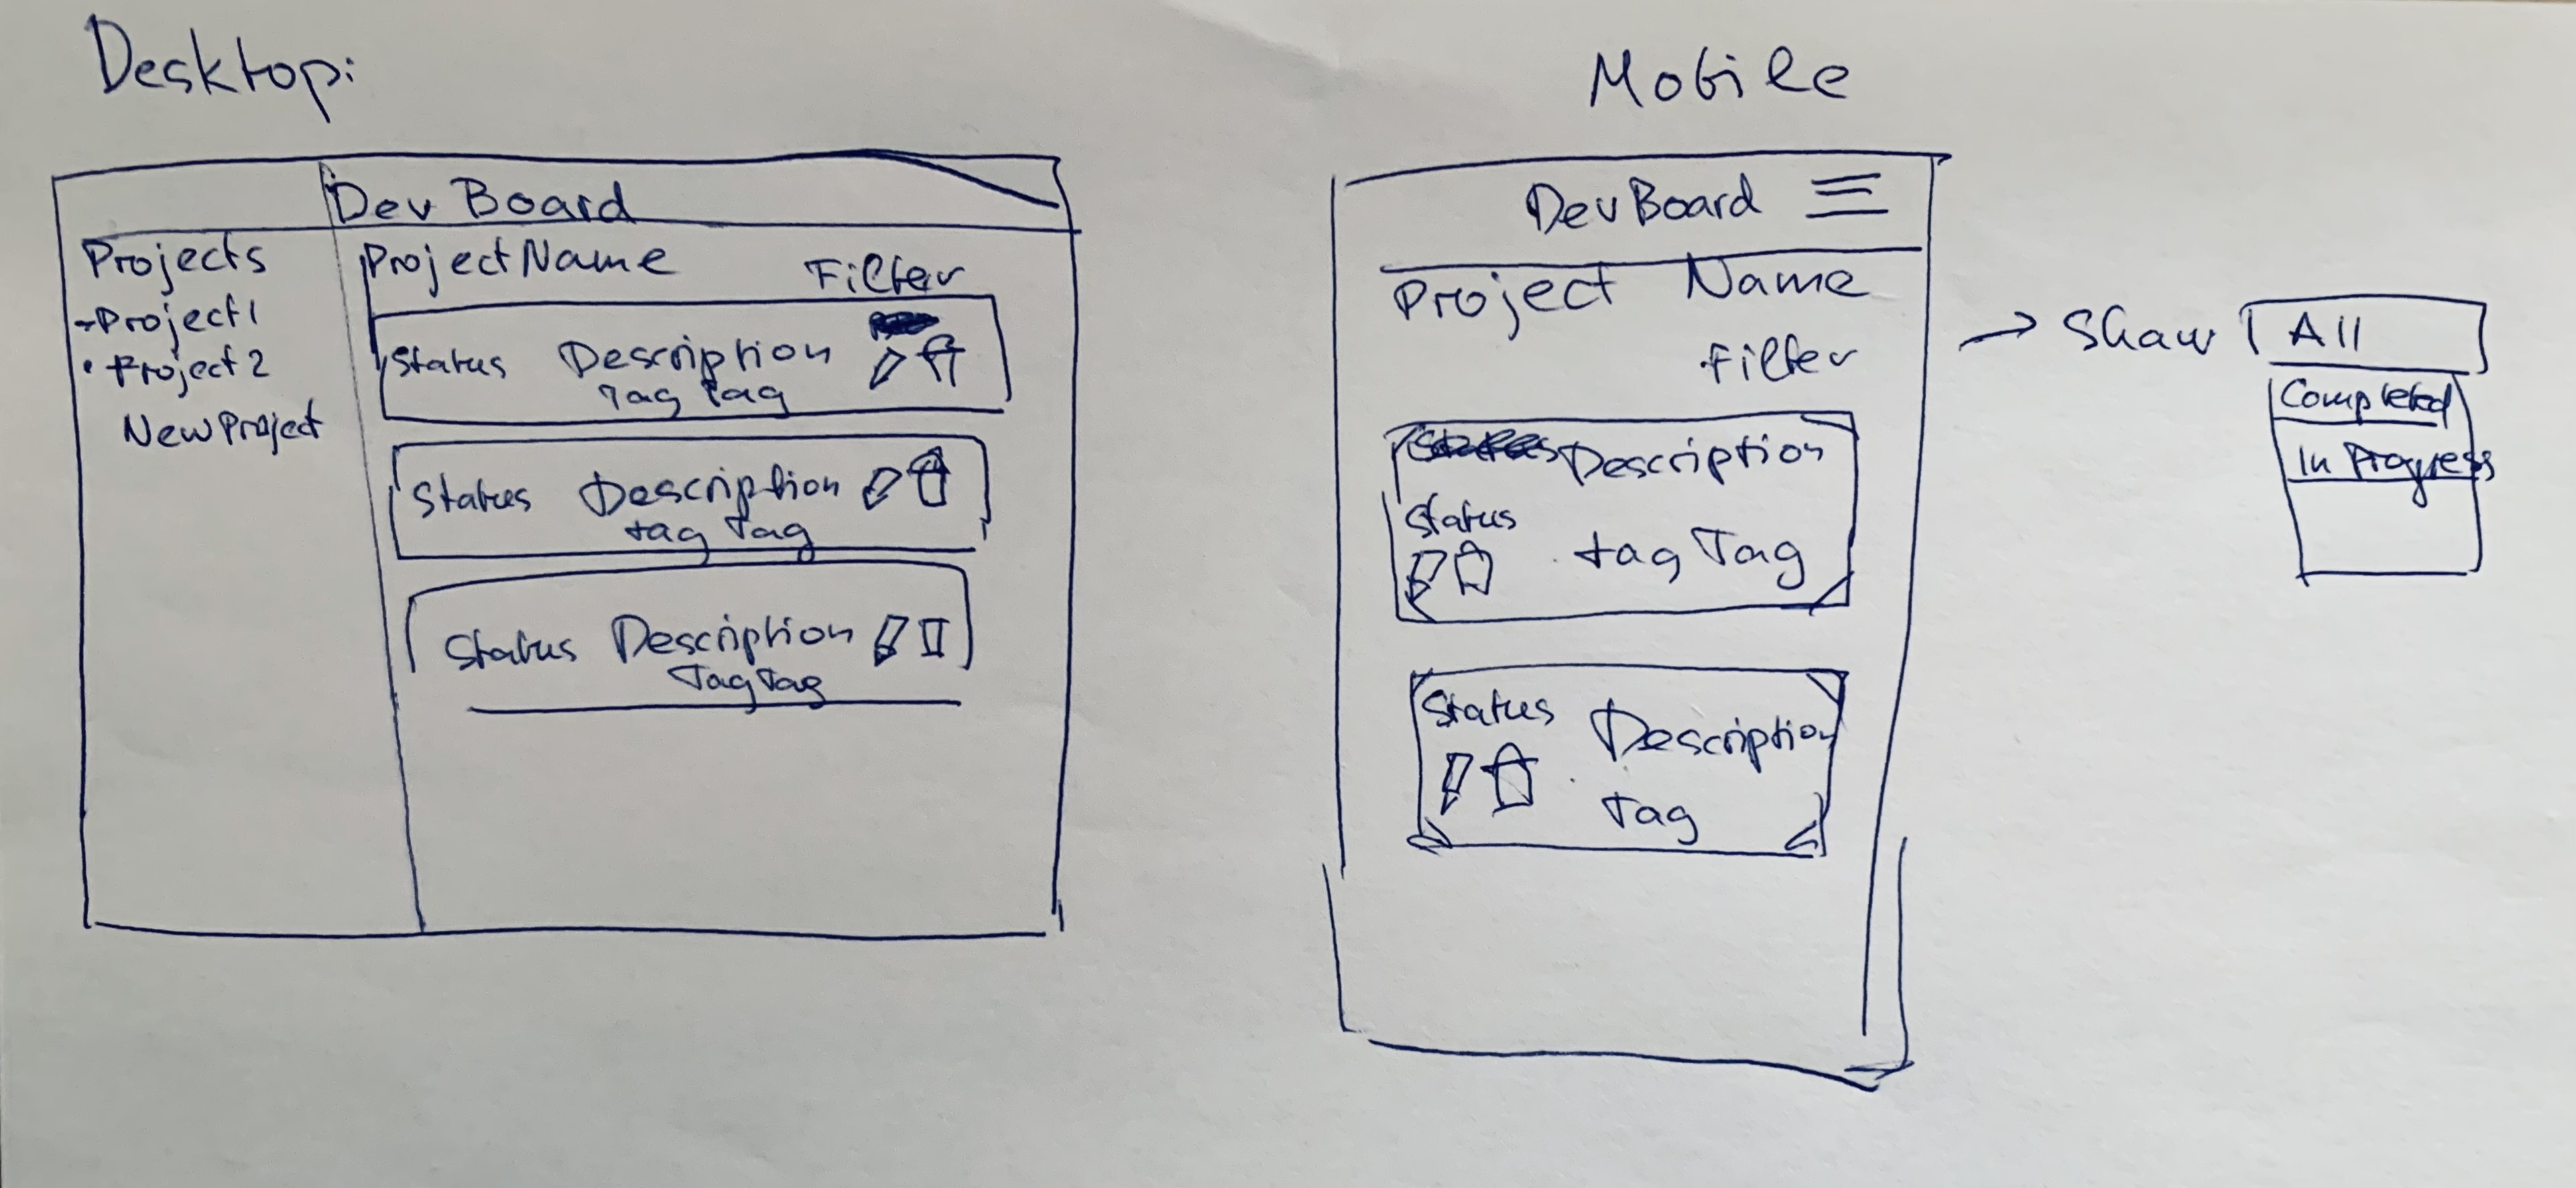 Desktop:
Dev Board
Projects
- Project 1
• Project 2
New Project
Project Name
Filter
Status Description
Tag Tag
Status Description
tag Tag
Status Description
Tag Tag
Mobile
Dev Board
Project Name
Filter
Description
Status
tag Tag
Status Description
Tag
→ Show
All
Completed
In Progress